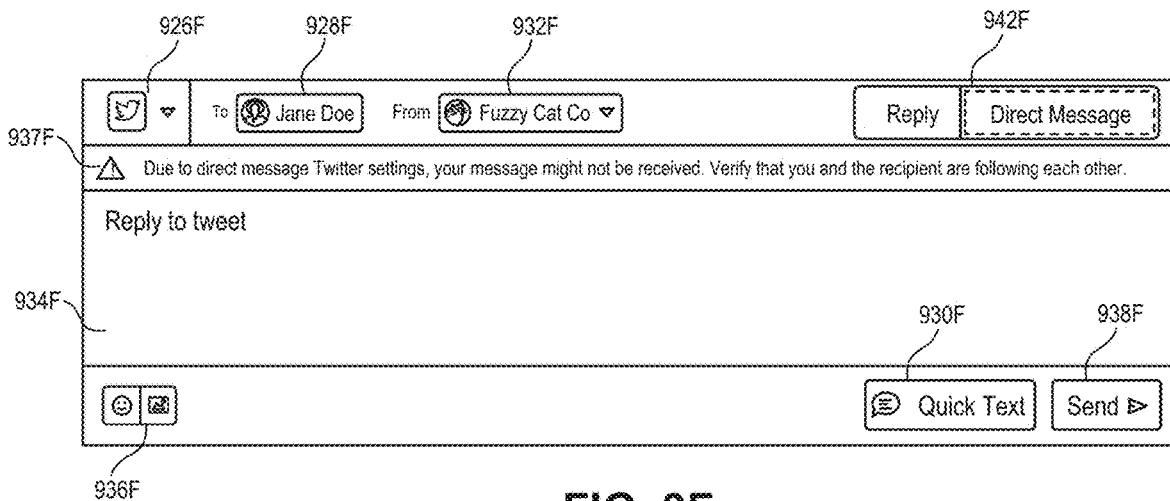 926F 928F 932F 942F
To Jane Doe From Fuzzy Cat Co Reply Direct Message
937F
Due to direct message Twitter settings, your message might not be received. Verify that you and the recipient are following each other.
Reply to tweet
934F
930F 938F
Quick Text Send
936F